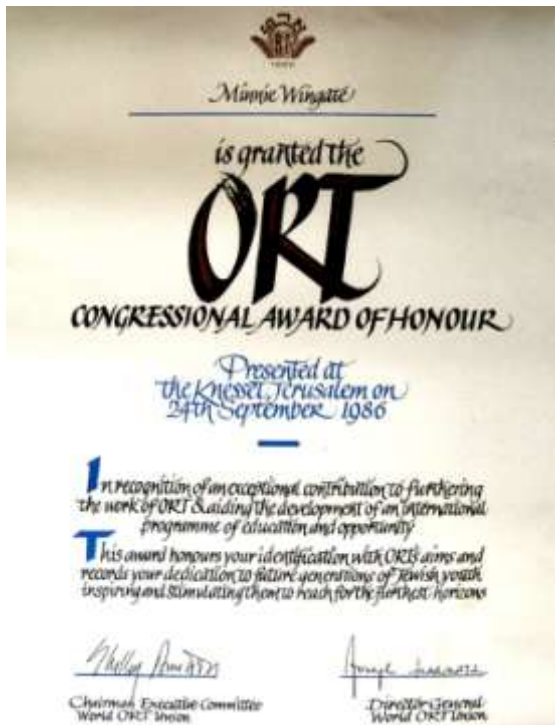 Minnie Wingate
is granted the
ORT
CONGRESSIONAL AWARD OF HONOUR
Presented at
the Knesset, Jerusalem on
24th September 1986
In recognition of an exceptional contribution to furthering
the work of ORT & aiding the development of an international
programme of education and opportunity
This award honours your identification with ORT's aims and
records your dedication to future generations of Jewish youth
inspiring and stimulating them to reach for the furthest horizons
Chairman Executive Committee
World ORT Union
Director General
World ORT Union